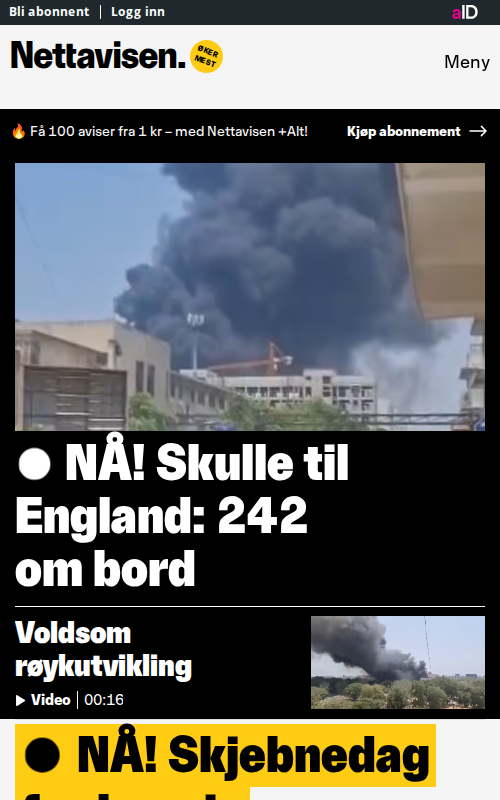 Bli abonnent | Logg inn
aID
Nettavisen.
ØKER
MEST
Meny
Få 100 aviser fra 1 kr – med Nettavisen +Alt!
Kjøp abonnement
NÅ! Skulle til
England: 242
om bord
Voldsom
røykutvikling
Video | 00:16
NÅ! Skjebnedag